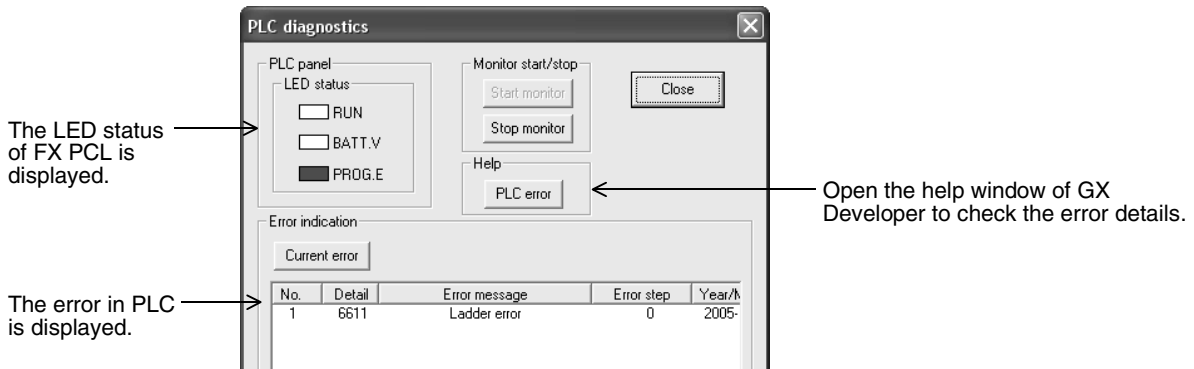 PLC diagnostics
PLC panel
LED status
RUN
BATT.V
PROG.E
Monitor start/stop
Start monitor
Stop monitor
Close
Help
PLC error
The LED status
of FX PCL is
displayed.
Open the help window of GX
Developer to check the error details.
Error indication
Current error
No. Detail Error message Error step Year/M
1 6611 Ladder error 0 2005-
The error in PLC
is displayed.